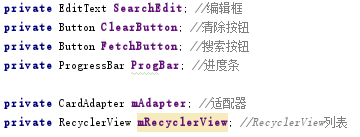 private EditText SearchEdit; //编辑框
private Button ClearButton; //清除按钮
private Button FetchButton; //搜索按钮
private ProgressBar ProgBar; //进度条
private CardAdapter mAdapter; //适配器
private RecyclerView mRecyclerView; //RecyclerView列表